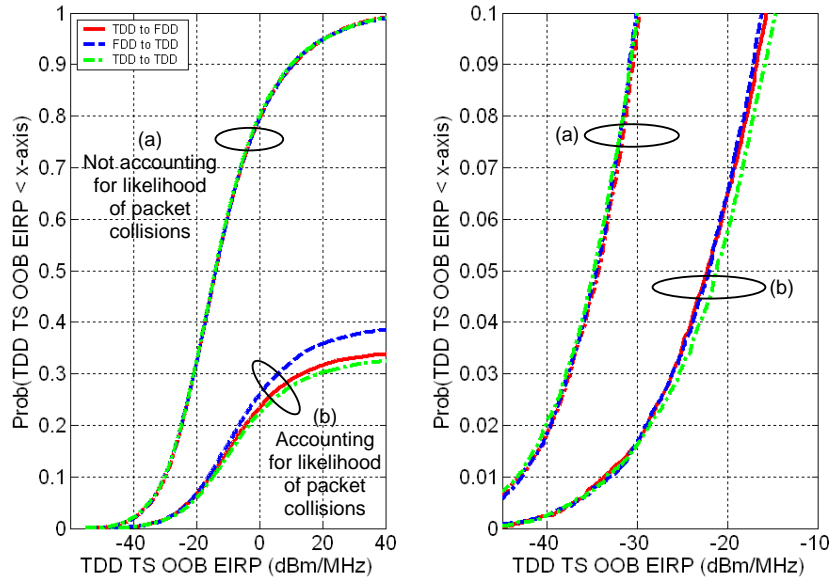 Prob(TDD TS OOB EIRP < x-axis)
1
0.9
0.8
0.7
0.6
0.5
0.4
0.3
0.2
0.1
0
TDD to FDD
FDD to TDD
TDD to TDD
(a)
Not accounting
for likelihood
of packet
collisions
(b)
Accounting
for likelihood
of packet
collisions
-40
-20
0
20
40
TDD TS OOB EIRP (dBm/MHz)
Prob(TDD TS OOB EIRP < x-axis)
0.1
0.09
0.08
0.07
0.06
0.05
0.04
0.03
0.02
0.01
0
(a)
(b)
-40
-30
-20
-10
TDD TS OOB EIRP (dBm/MHz)